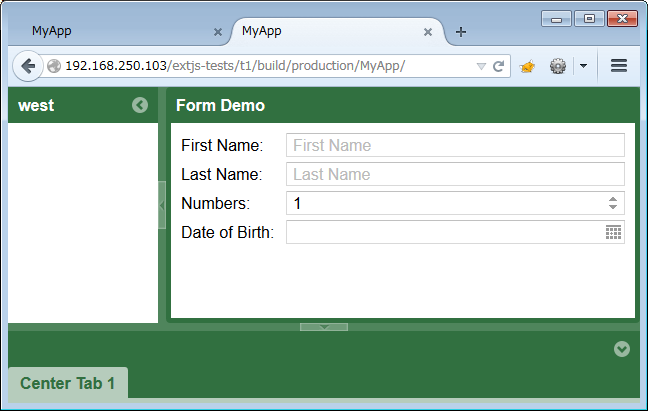 MyApp
MyApp
192.168.250.103/extjs-tests/t1/build/production/MyApp/
west
Form Demo
First Name: First Name
Last Name: Last Name
Numbers: 1
Date of Birth:
Center Tab 1